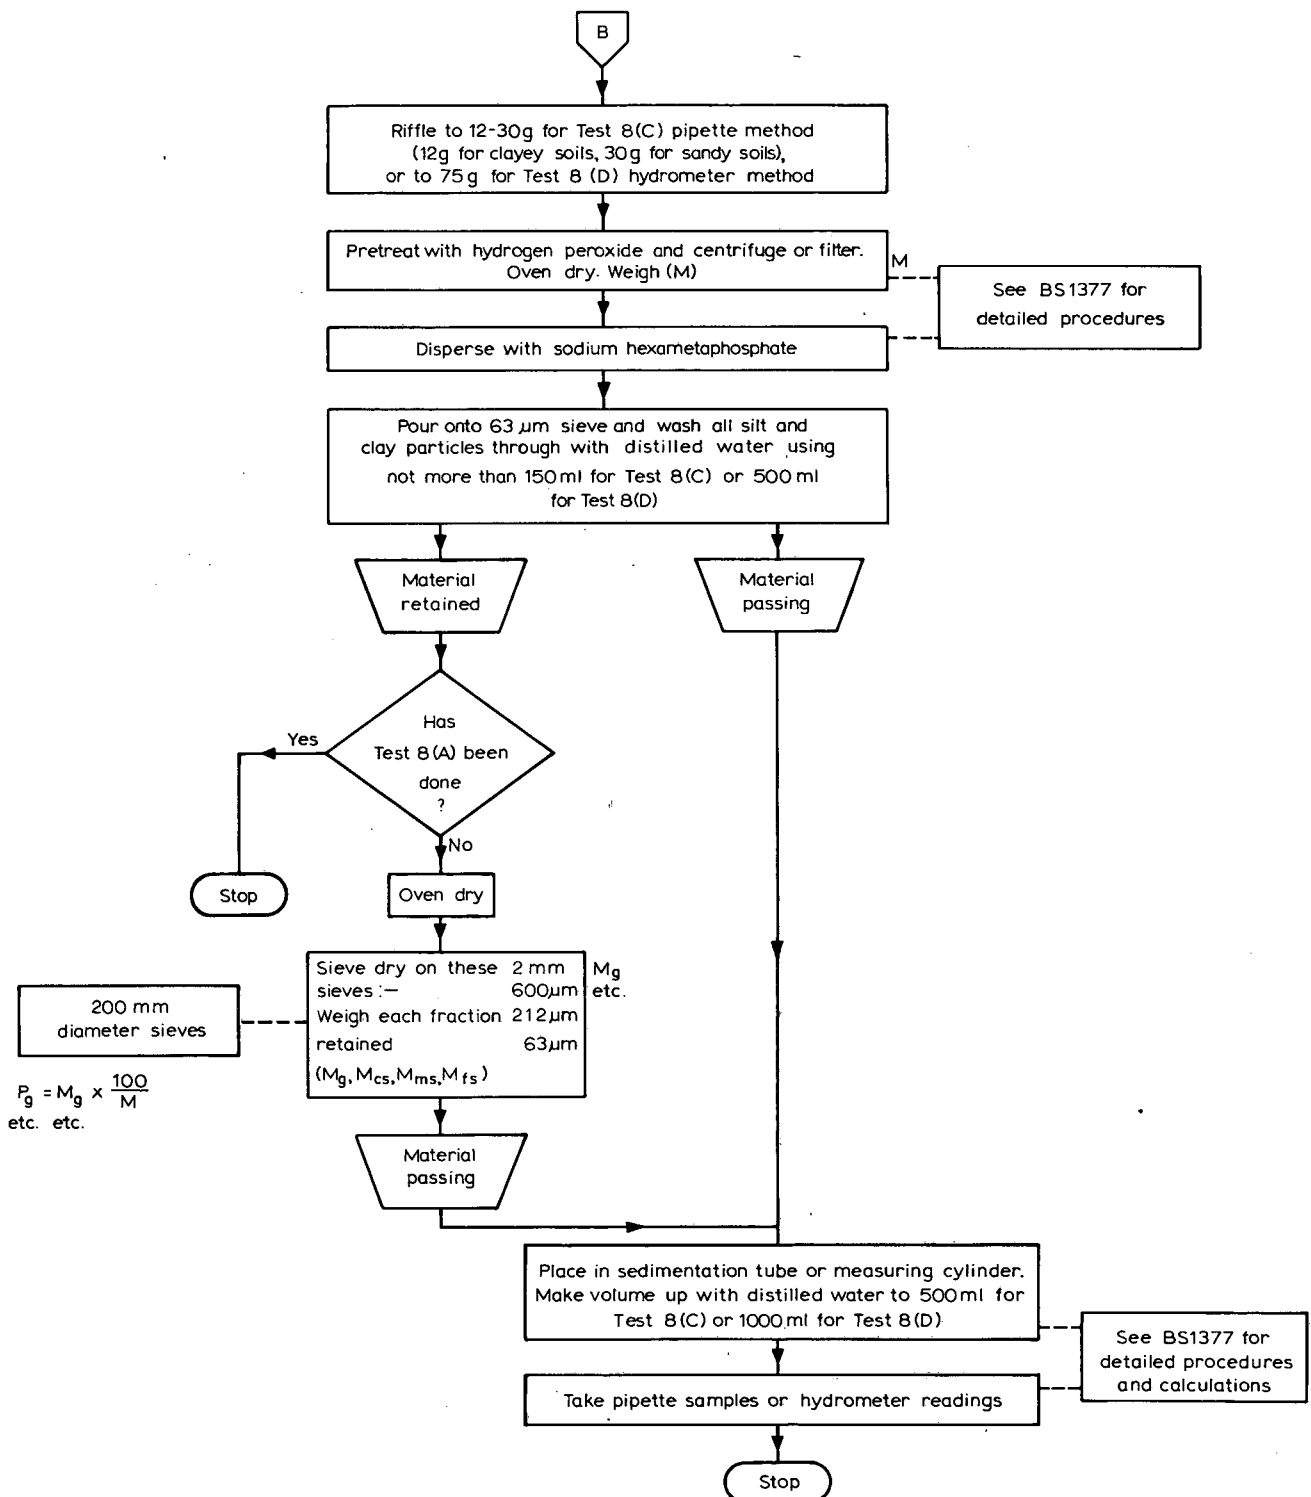 B
Riffle to 12-30g for Test 8(C) pipette method
(12g for clayey soils, 30g for sandy soils),
or to 75g for Test 8 (D) hydrometer method
Pretreat with hydrogen peroxide and centrifuge or filter.
Oven dry. Weigh (M)
M
See BS1377 for
detailed procedures
Disperse with sodium hexametaphosphate
Pour onto 63 µm sieve and wash all silt and
clay particles through with distilled water using
not more than 150ml for Test 8(C) or 500ml
for Test 8(D)
Material
retained
Material
passing
Has
Test 8(A) been
done
?
Yes
No
Stop
Oven dry
Sieve dry on these 2 mm
sieves :— 600µm
Weigh each fraction 212µm
retained 63µm
(Mg, Mcs, Mms, Mfs)
Mg
etc.
200 mm
diameter sieves
Pg = Mg x 100/M
etc. etc.
Material
passing
Place in sedimentation tube or measuring cylinder.
Make volume up with distilled water to 500ml for
Test 8(C) or 1000 ml for Test 8(D)
See BS1377 for
detailed procedures
and calculations
Take pipette samples or hydrometer readings
Stop